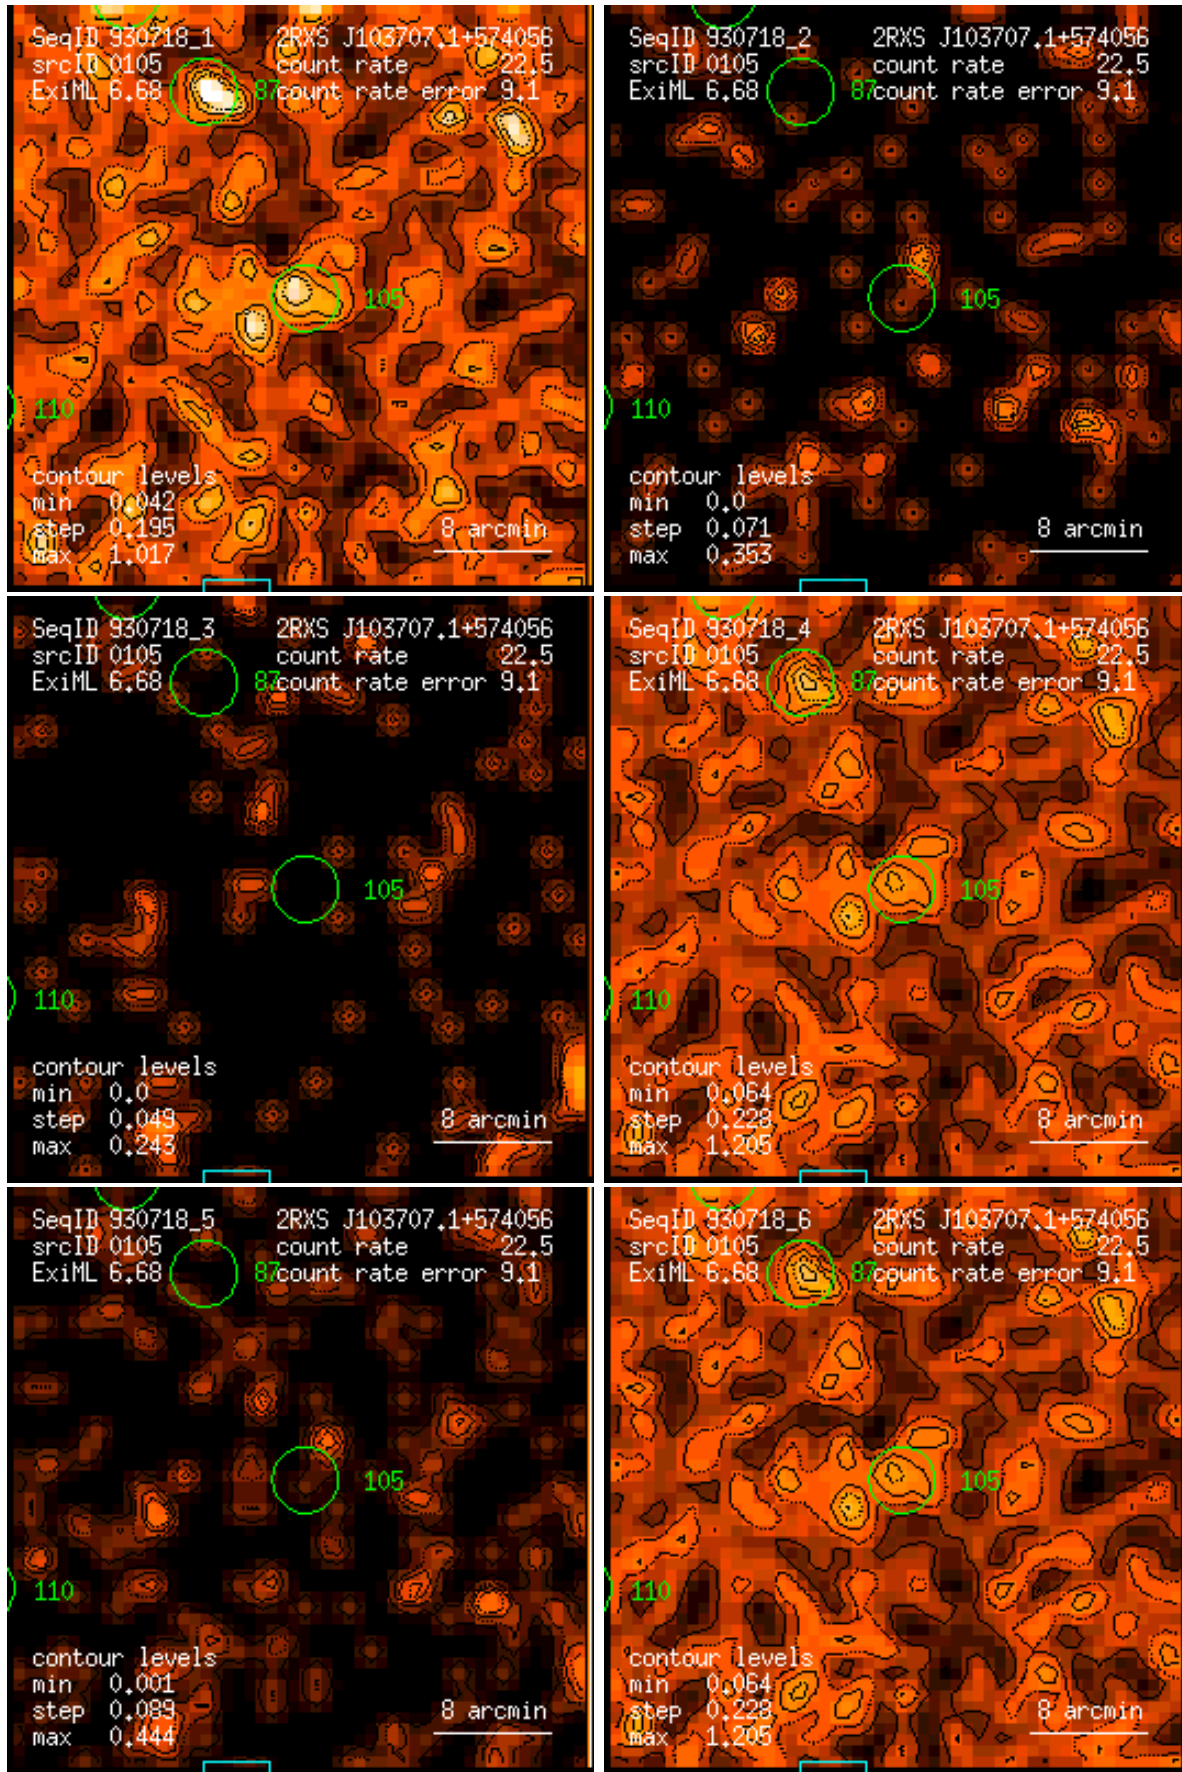 SeqID 930718_1 2RXS J103707.1+574056
srcID 0105 count rate 22.5
ExiML 6.68 87 count rate error 9.1
105
110
contour levels
min 0.042
step 0.195 8 arcmin
max 1.017
SeqID 930718_2 2RXS J103707.1+574056
srcID 0105 count rate 22.5
ExiML 6.68 87 count rate error 9.1
105
110
contour levels
min 0.0
step 0.071 8 arcmin
max 0.353
SeqID 930718_3 2RXS J103707.1+574056
srcID 0105 count rate 22.5
ExiML 6.68 87 count rate error 9.1
105
110
contour levels
min 0.0
step 0.049 8 arcmin
max 0.243
SeqID 930718_4 2RXS J103707.1+574056
srcID 0105 count rate 22.5
ExiML 6.68 87 count rate error 9.1
105
110
contour levels
min 0.064
step 0.228 8 arcmin
max 1.205
SeqID 930718_5 2RXS J103707.1+574056
srcID 0105 count rate 22.5
ExiML 6.68 87 count rate error 9.1
105
110
contour levels
min 0.001
step 0.089 8 arcmin
max 0.444
SeqID 930718_6 2RXS J103707.1+574056
srcID 0105 count rate 22.5
ExiML 6.68 87 count rate error 9.1
105
110
contour levels
min 0.064
step 0.228 8 arcmin
max 1.205